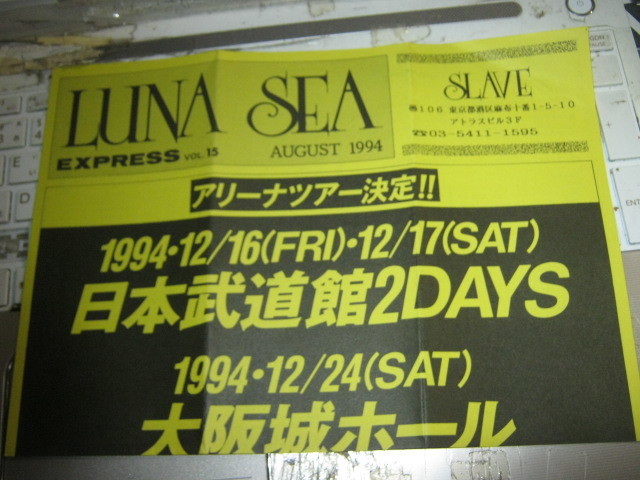 LUNA SEA
EXPRESS VOL. 15
AUGUST 1994
SLAVE
〠106 東京都港区麻布十番1-5-10
アトラスビル3F
☎03-5411-1595
アリーナツアー決定!!
1994・12/16(FRI)・12/17(SAT)
日本武道館2DAYS
1994・12/24(SAT)
大阪城ホール